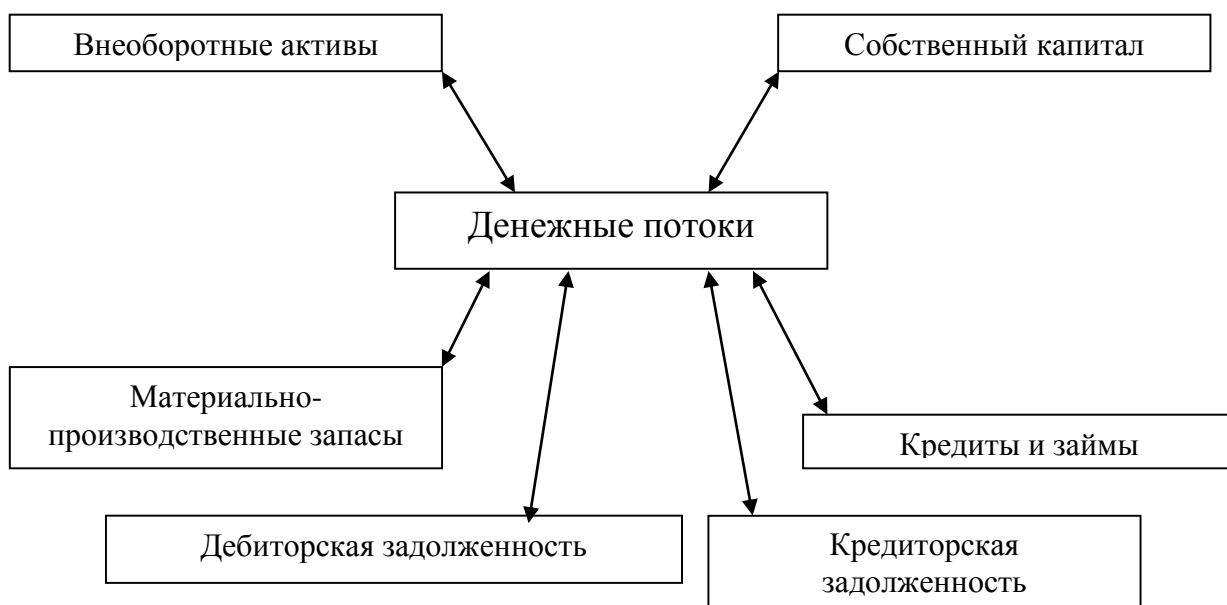 Внеоборотные активы
Собственный капитал
Денежные потоки
Материально-
производственные запасы
Кредиты и займы
Дебиторская задолженность
Кредиторская
задолженность